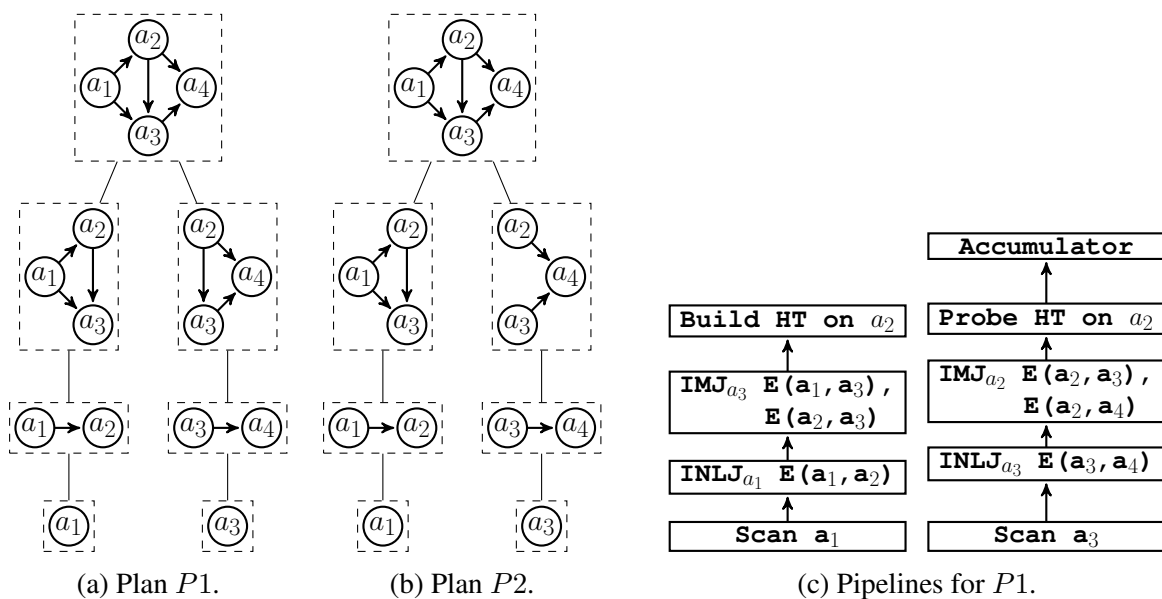 a₂
a₁ a₄
a₃
a₂
a₁
a₃
a₂
a₄
a₃
a₁ a₂
a₃ a₄
a₁
a₃
(a) Plan P1.
a₂
a₁ a₄
a₃
a₂
a₁
a₃
a₂
a₄
a₃
a₁ a₂
a₃ a₄
a₁
a₃
(b) Plan P2.
Build HT on a₂
IMJa₃ E(a₁,a₃),
E(a₂,a₃)
INLJa₁ E(a₁,a₂)
Scan a₁
Accumulator
Probe HT on a₂
IMJa₂ E(a₂,a₃),
E(a₂,a₄)
INLJa₃ E(a₃,a₄)
Scan a₃
(c) Pipelines for P1.